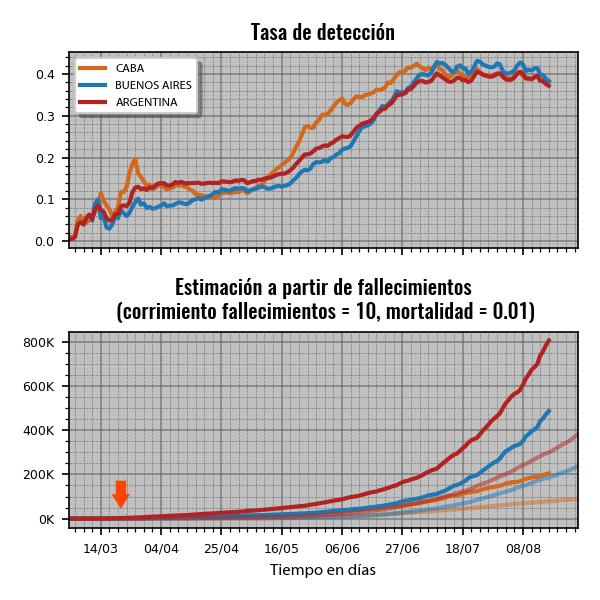 Tasa de detección
CABA
BUENOS AIRES
ARGENTINA
0.4
0.3
0.2
0.1
0.0
Estimación a partir de fallecimientos
(corrimiento fallecimientos = 10, mortalidad = 0.01)
800K
600K
400K
200K
0K
14/03 04/04 25/04 16/05 06/06 27/06 18/07 08/08
Tiempo en días